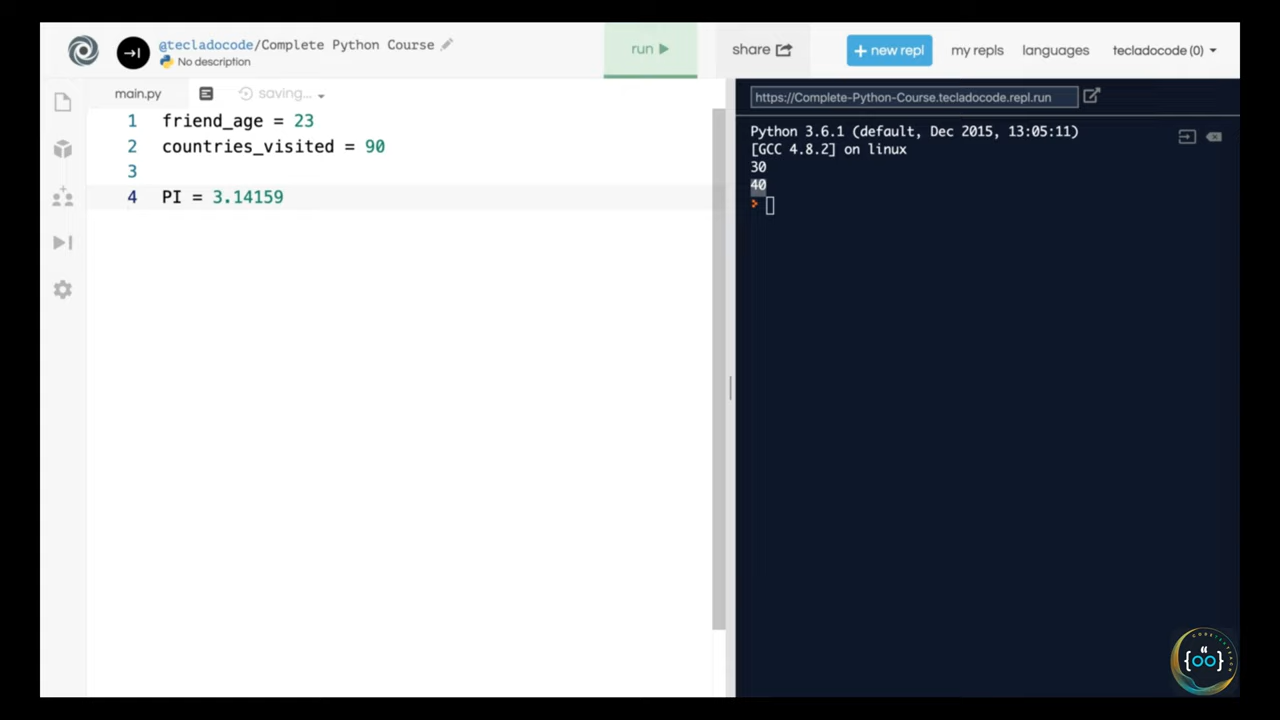 @tecladocode/Complete Python Course
No description
run
share
+ new repl
my repls
languages
tecladocode (0)
main.py
saving...
1 friend_age = 23
2 countries_visited = 90
3
4 PI = 3.14159
https://Complete-Python-Course.tecladocode.repl.run
Python 3.6.1 (default, Dec 2015, 13:05:11)
[GCC 4.8.2] on linux
30
40